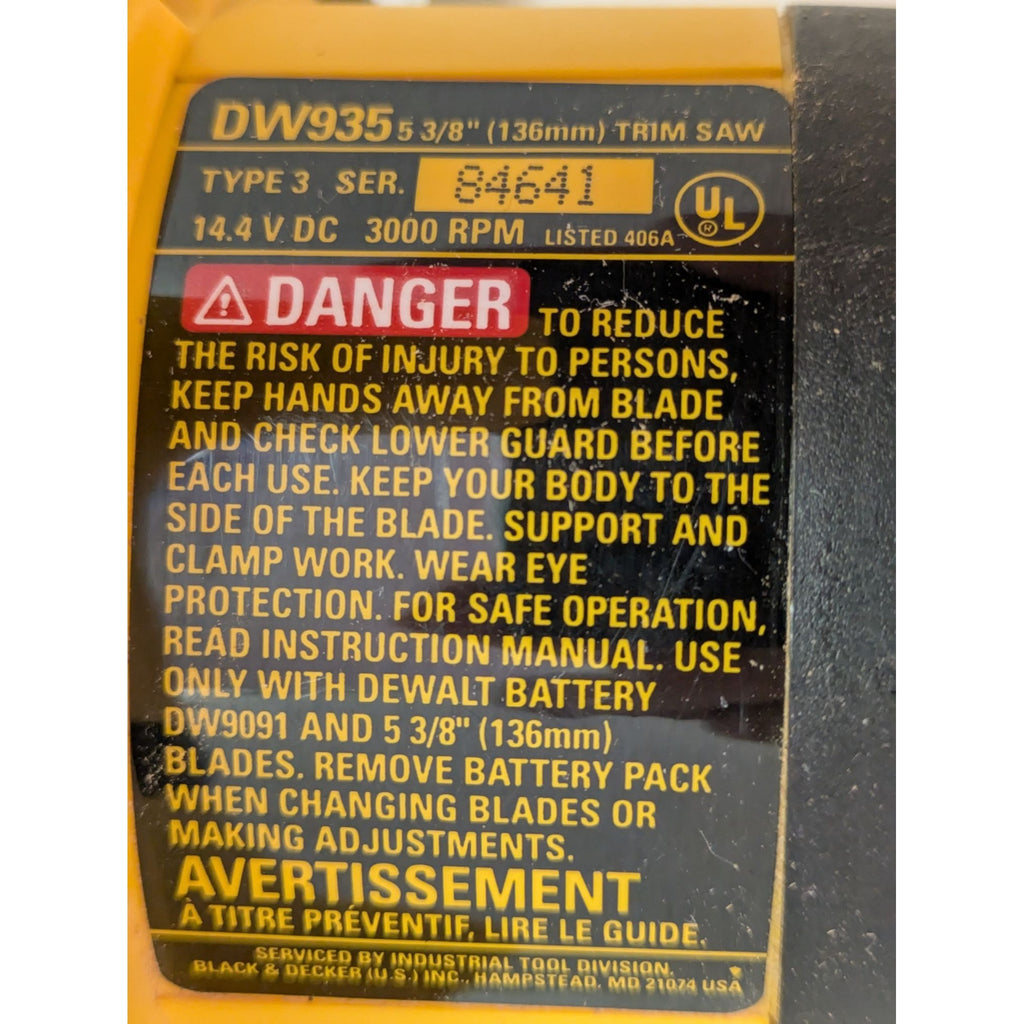 DW935 5 3/8" (136mm) TRIM SAW
TYPE 3 SER. 84641
14.4 V DC 3000 RPM LISTED 406A UL ®
DANGER TO REDUCE
THE RISK OF INJURY TO PERSONS,
KEEP HANDS AWAY FROM BLADE
AND CHECK LOWER GUARD BEFORE
EACH USE. KEEP YOUR BODY TO THE
SIDE OF THE BLADE. SUPPORT AND
CLAMP WORK. WEAR EYE
PROTECTION. FOR SAFE OPERATION,
READ INSTRUCTION MANUAL. USE
ONLY WITH DEWALT BATTERY
DW9091 AND 5 3/8" (136mm)
BLADES. REMOVE BATTERY PACK
WHEN CHANGING BLADES OR
MAKING ADJUSTMENTS.
AVERTISSEMENT
À TITRE PRÉVENTIF, LIRE LE GUIDE.
SERVICED BY INDUSTRIAL TOOL DIVISION,
BLACK & DECKER (U.S.) INC., HAMPSTEAD, MD 21074 USA